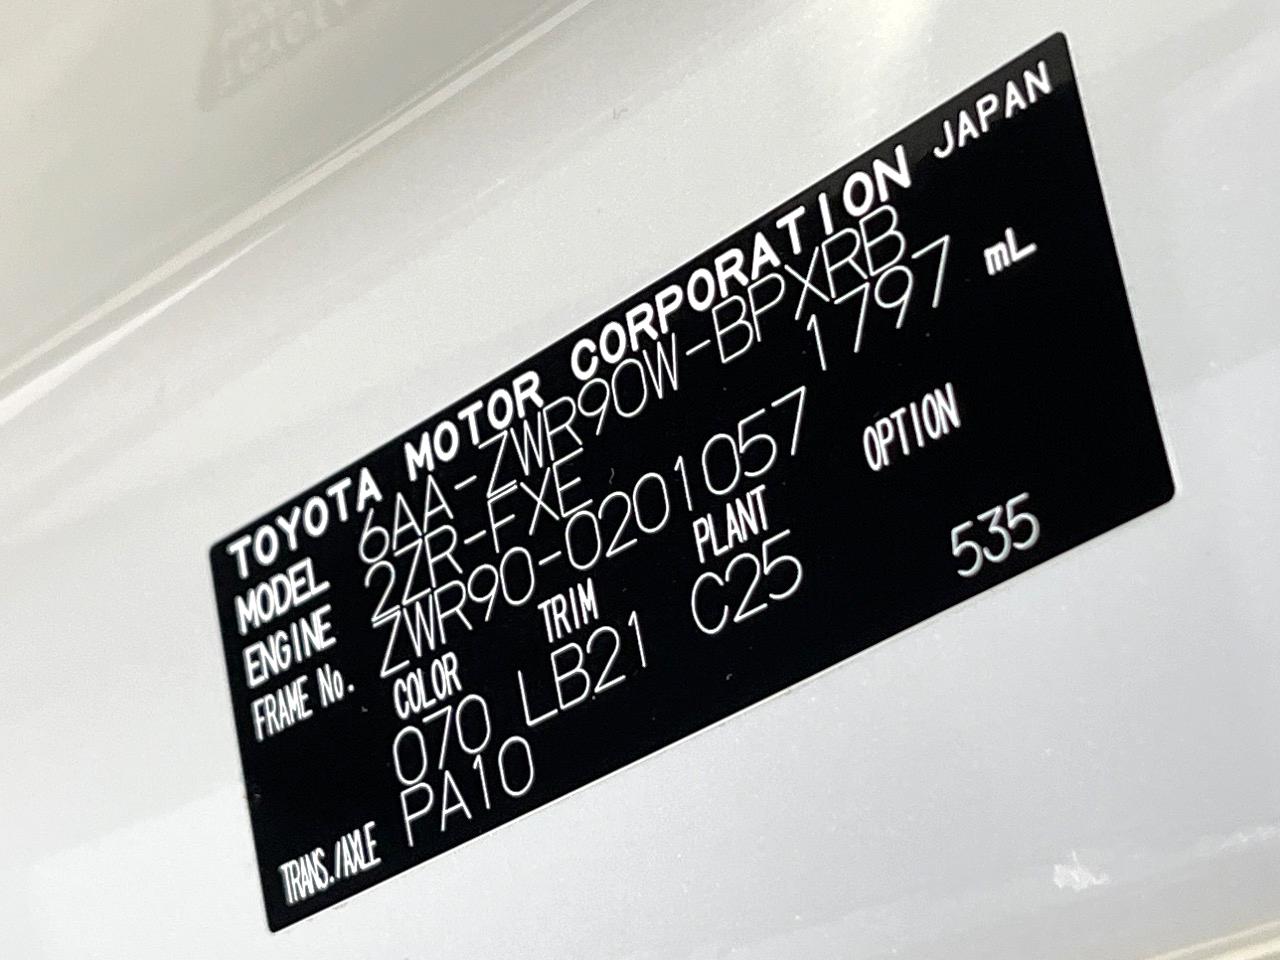 TOYOTA MOTOR CORPORATION JAPAN
MODEL 6AA-ZWR90W-BPXRB
ENGINE 2ZR-FXE 1797 mL
FRAME No. ZWR90-0201057
COLOR TRIM PLANT OPTION
070 LB21 C25 535
TRANS./AXLE PA10